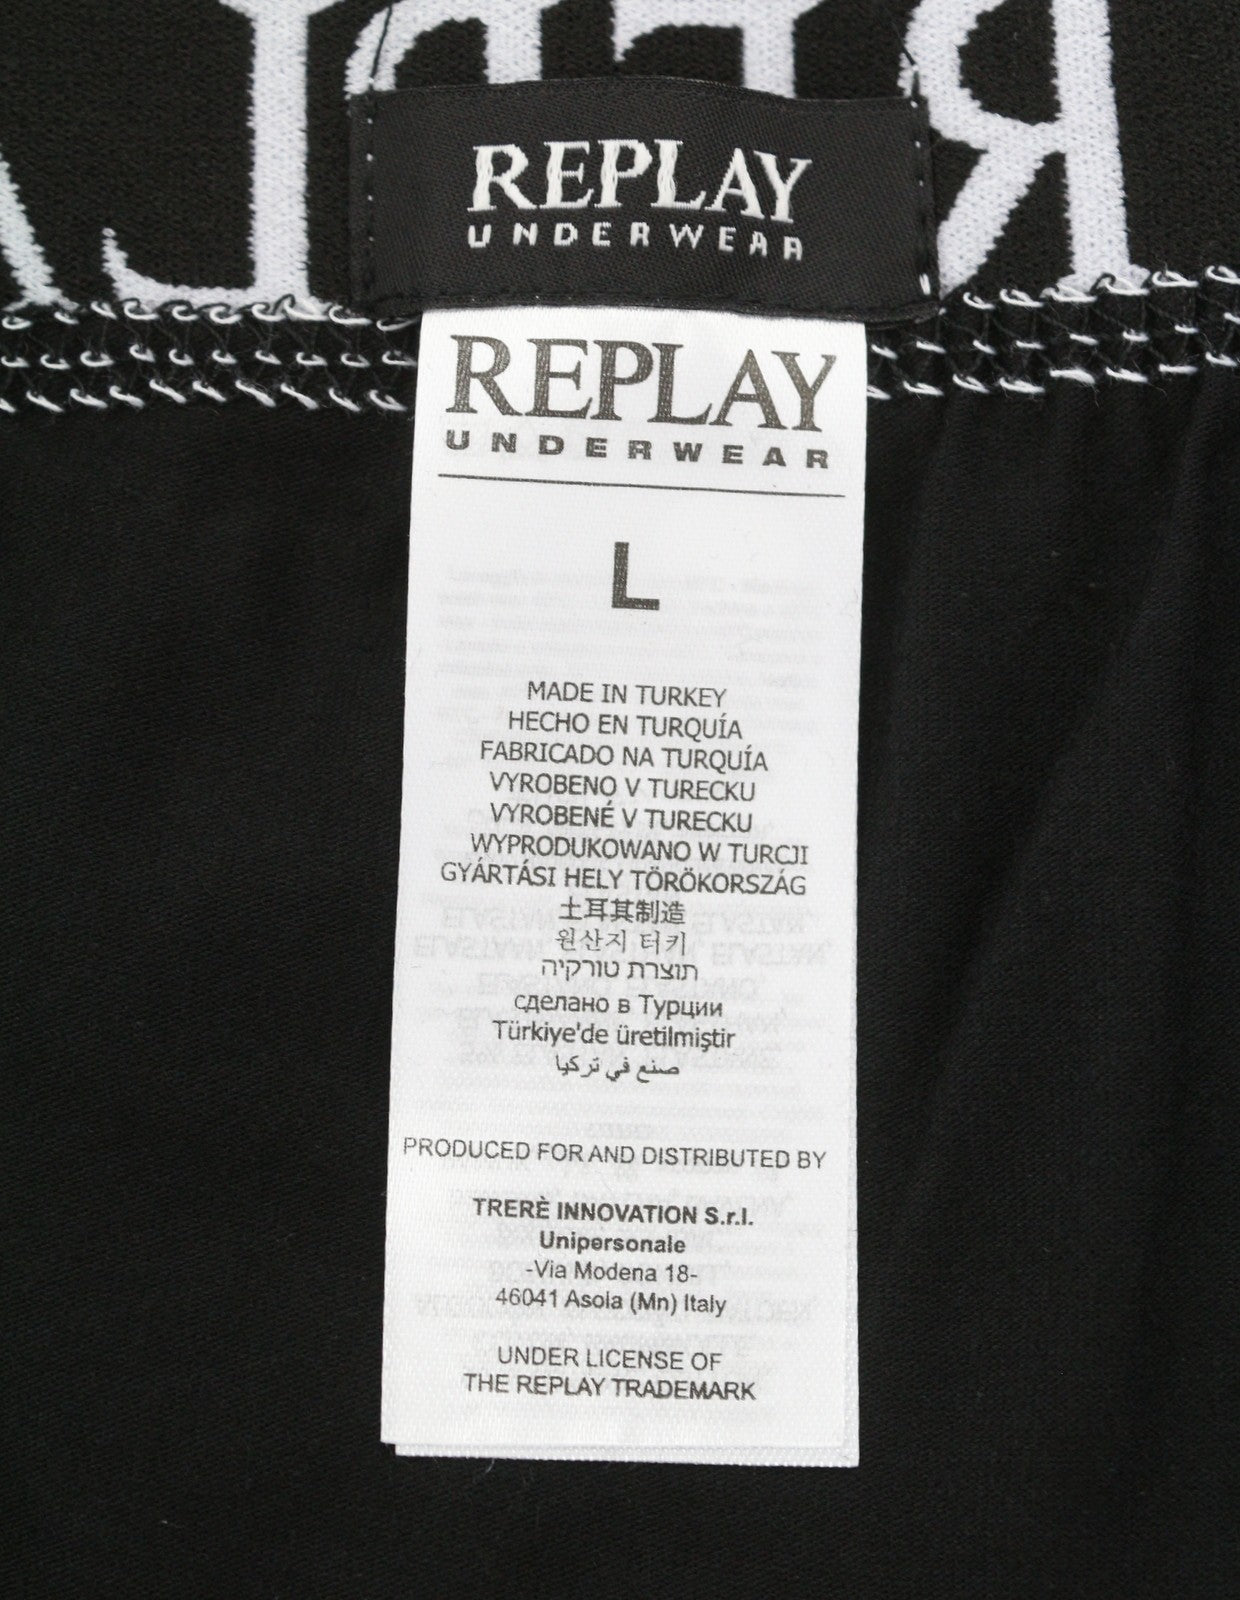 REPLAY
UNDERWEAR
REPLAY
UNDERWEAR
L
MADE IN TURKEY
HECHO EN TURQUÍA
FABRICADO NA TURQUÍA
VYROBENO V TURECKU
VYROBENÉ V TURECKU
WYPRODUKOWANO W TURCJI
GYÁRTÁSI HELY TÖRÖKORSZÁG
土耳其制造
원산지 터키
תוצרת טורקיה
сделано в Турции
Türkiye'de üretilmiştir
صنع في تركيا
PRODUCED FOR AND DISTRIBUTED BY
TRERÈ INNOVATION S.r.l.
Unipersonale
-Via Modena 18-
46041 Asola (Mn) Italy
UNDER LICENSE OF
THE REPLAY TRADEMARK